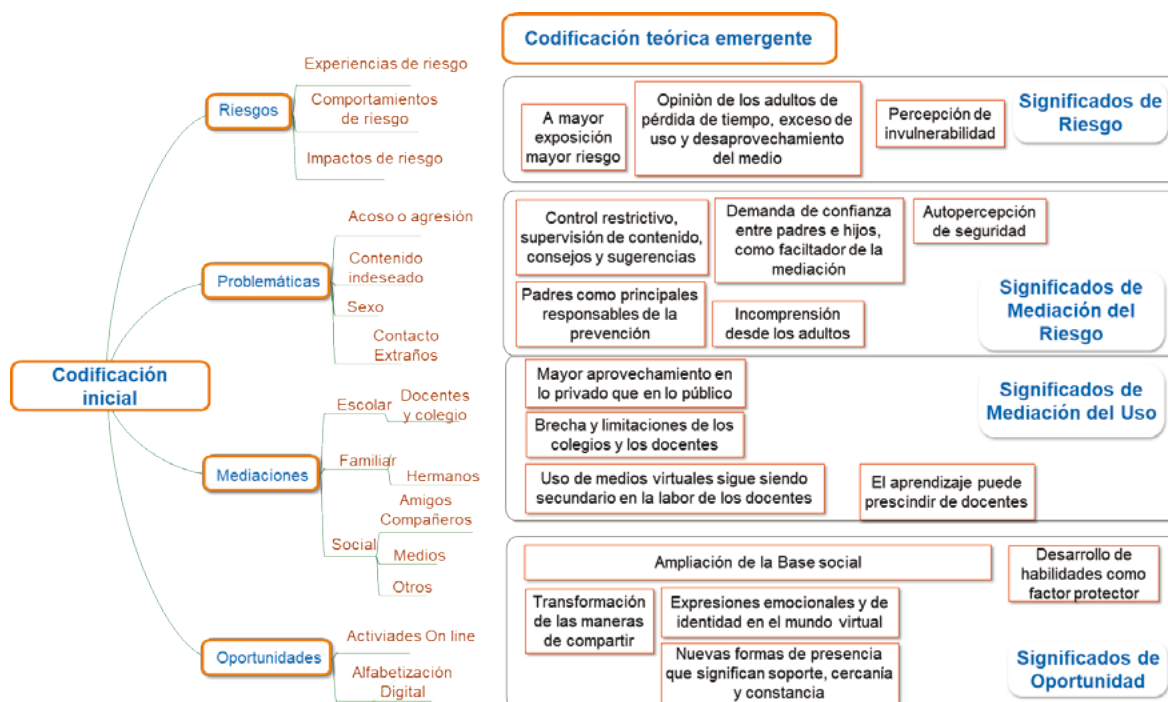 Codificación teórica emergente
Codificación
inicial
Riesgos
Experiencias de riesgo
Comportamientos
de riesgo
Impactos de riesgo
Problemáticas
Acoso o agresión
Contenido
indeseado
Sexo
Contacto
Extraños
Mediaciones
Escolar
Docentes
y colegio
Familiar
Hermanos
Social
Amigos
Compañeros
Medios
Otros
Oportunidades
Activiades On line
Alfabetización
Digital
A mayor
exposición
mayor riesgo
Opiniòn de los adultos de
pérdida de tiempo, exceso de
uso y desaprovechamiento
del medio
Percepción de
invulnerabilidad
Significados de
Riesgo
Control restrictivo,
supervisión de contenido,
consejos y sugerencias
Demanda de confianza
entre padres e hijos,
como faciltador de la
mediación
Autopercepción
de seguridad
Padres como principales
responsables de la
prevención
Incomprensión
desde los adultos
Significados de
Mediación del
Riesgo
Mayor aprovechamiento en
lo privado que en lo público
Brecha y limitaciones de los
colegios y los docentes
Uso de medios virtuales sigue siendo
secundario en la labor de los docentes
El aprendizaje puede
prescindir de docentes
Significados de
Mediación del Uso
Ampliación de la Base social
Desarrollo de
habilidades como
factor protector
Transformación
de las maneras
de compartir
Expresiones emocionales y de
identidad en el mundo virtual
Nuevas formas de presencia
que significan soporte, cercanía
y constancia
Significados de
Oportunidad